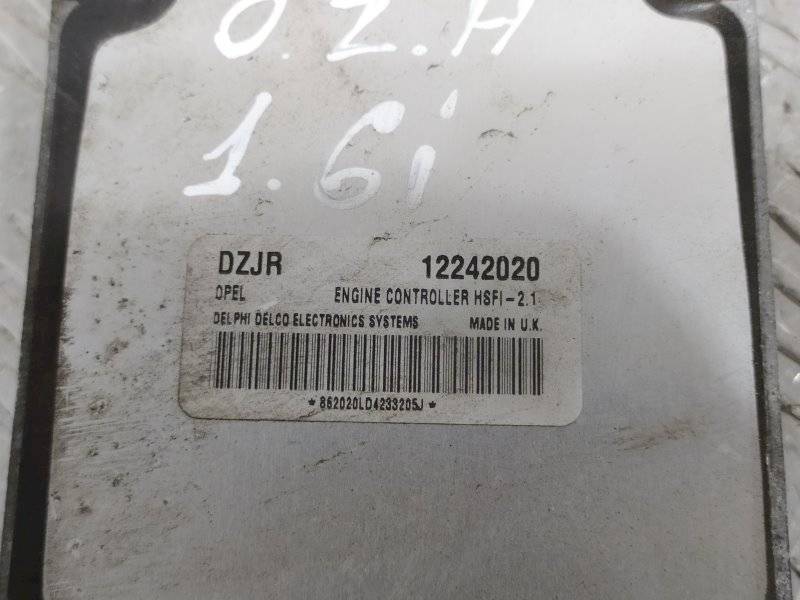 O.Z.A
1.6i
DZJR 12242020
OPEL ENGINE CONTROLLER HSFI-2.1
DELPHI DELCO ELECTRONICS SYSTEMS MADE IN U.K.
*862020LD4233205J*